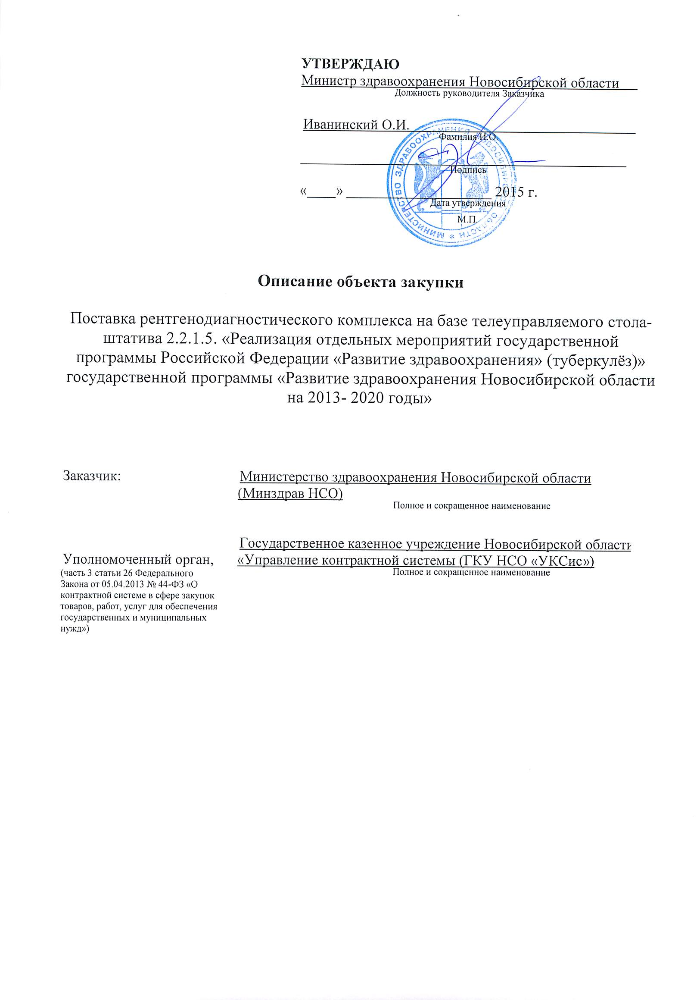 УТВЕРЖДАЮ
Министр здравоохранения Новосибирской области
Должность руководителя Заказчика
Иванинский О.И.
Фамилия И.О.
Подпись
«____» ____________________ 2015 г.
Дата утверждения
М.П.
МИНИСТЕРСТВО ЗДРАВООХРАНЕНИЯ НОВОСИБИРСКОЙ ОБЛАСТИ *
Описание объекта закупки
Поставка рентгенодиагностического комплекса на базе телеуправляемого стола-
штатива 2.2.1.5. «Реализация отдельных мероприятий государственной
программы Российской Федерации «Развитие здравоохранения» (туберкулёз)»
государственной программы «Развитие здравоохранения Новосибирской области
на 2013- 2020 годы»
Заказчик:
Министерство здравоохранения Новосибирской области
(Минздрав НСО)
Полное и сокращенное наименование
Государственное казенное учреждение Новосибирской области
«Управление контрактной системы (ГКУ НСО «УКСис»)
Полное и сокращенное наименование
Уполномоченный орган,
(часть 3 статьи 26 Федерального
Закона от 05.04.2013 № 44-ФЗ «О
контрактной системе в сфере закупок
товаров, работ, услуг для обеспечения
государственных и муниципальных
нужд»)